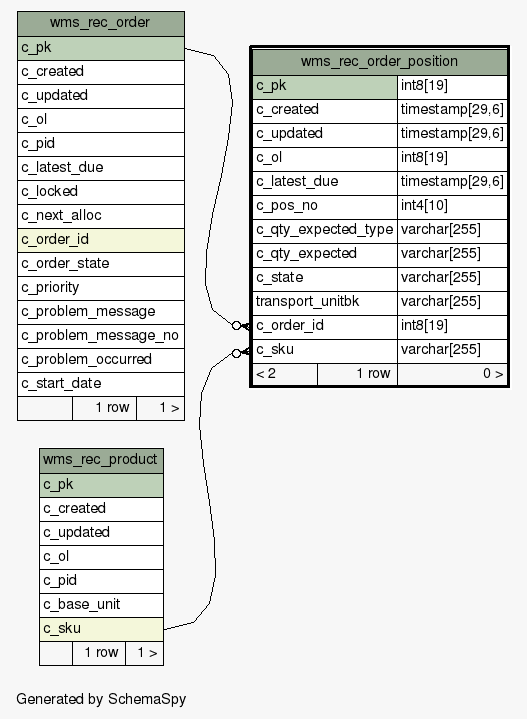 wms_rec_order
c_pk
c_created
c_updated
c_ol
c_pid
c_latest_due
c_locked
c_next_alloc
c_order_id
c_order_state
c_priority
c_problem_message
c_problem_message_no
c_problem_occurred
c_start_date
1 row 1 >
wms_rec_order_position
c_pk int8[19]
c_created timestamp[29,6]
c_updated timestamp[29,6]
c_ol int8[19]
c_latest_due timestamp[29,6]
c_pos_no int4[10]
c_qty_expected_type varchar[255]
c_qty_expected varchar[255]
c_state varchar[255]
transport_unitbk varchar[255]
c_order_id int8[19]
c_sku varchar[255]
< 2 1 row 0 >
wms_rec_product
c_pk
c_created
c_updated
c_ol
c_pid
c_base_unit
c_sku
1 row 1 >
Generated by SchemaSpy